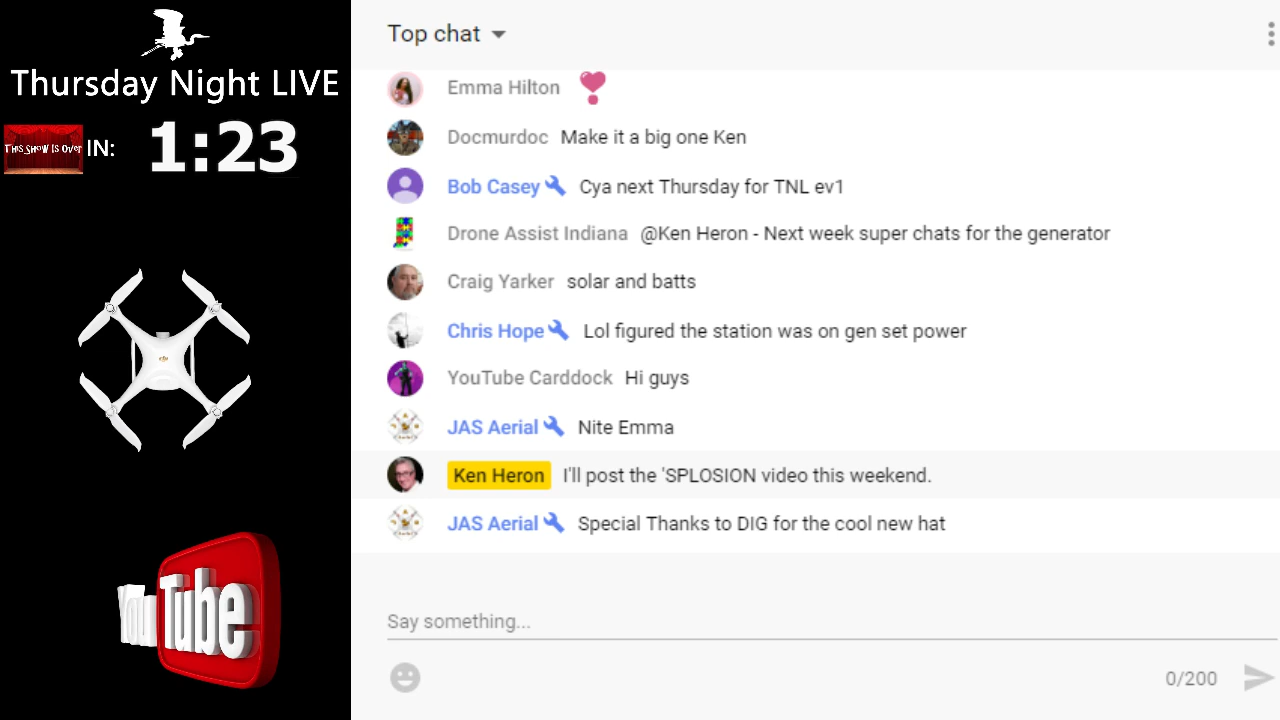 Thursday Night LIVE
THIS SHOW IS OVER IN: 1:23
YouTube
Top chat
Emma Hilton
Docmurdoc Make it a big one Ken
Bob Casey Cya next Thursday for TNL ev1
Drone Assist Indiana @Ken Heron - Next week super chats for the generator
Craig Yarker solar and batts
Chris Hope Lol figured the station was on gen set power
YouTube Carddock Hi guys
JAS Aerial Nite Emma
Ken Heron I'll post the 'SPLOSION video this weekend.
JAS Aerial Special Thanks to DIG for the cool new hat
Say something...
0/200